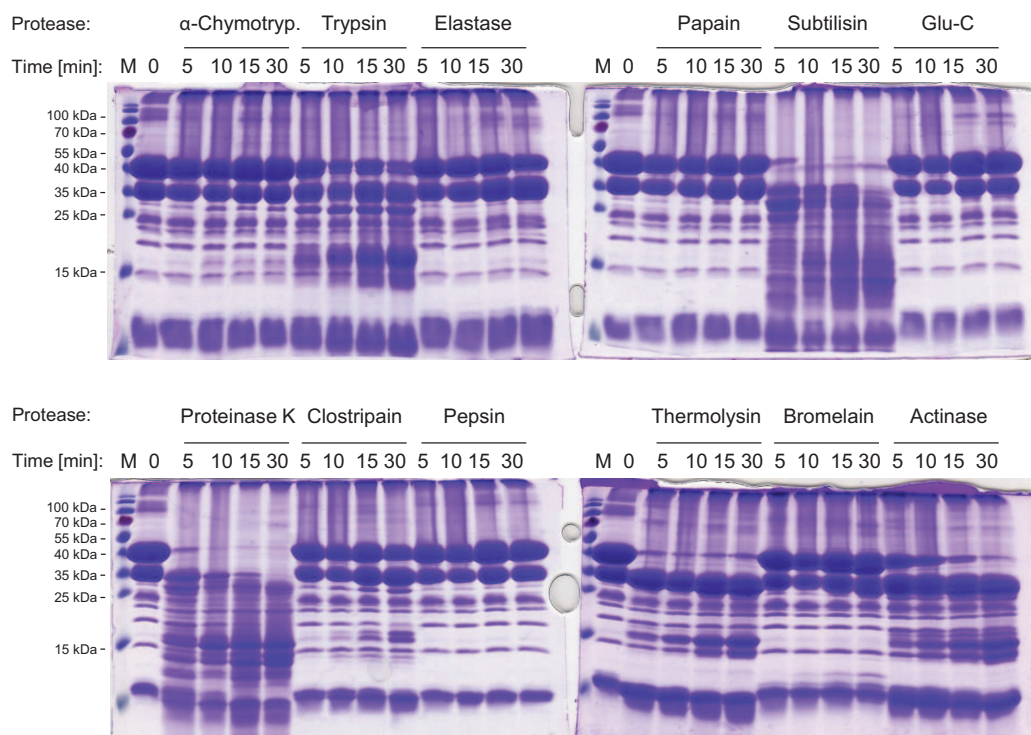 Protease: α-Chymotryp. Trypsin Elastase Papain Subtilisin Glu-C
Time [min]: M 0 5 10 15 30 5 10 15 30 5 10 15 30 M 0 5 10 15 30 5 10 15 30 5 10 15 30
100 kDa -
70 kDa -
55 kDa -
40 kDa -
35 kDa -
25 kDa -
15 kDa -
Protease: Proteinase K Clostripain Pepsin Thermolysin Bromelain Actinase
Time [min]: M 0 5 10 15 30 5 10 15 30 5 10 15 30 M 0 5 10 15 30 5 10 15 30 5 10 15 30
100 kDa -
70 kDa -
55 kDa -
40 kDa -
35 kDa -
25 kDa -
15 kDa -